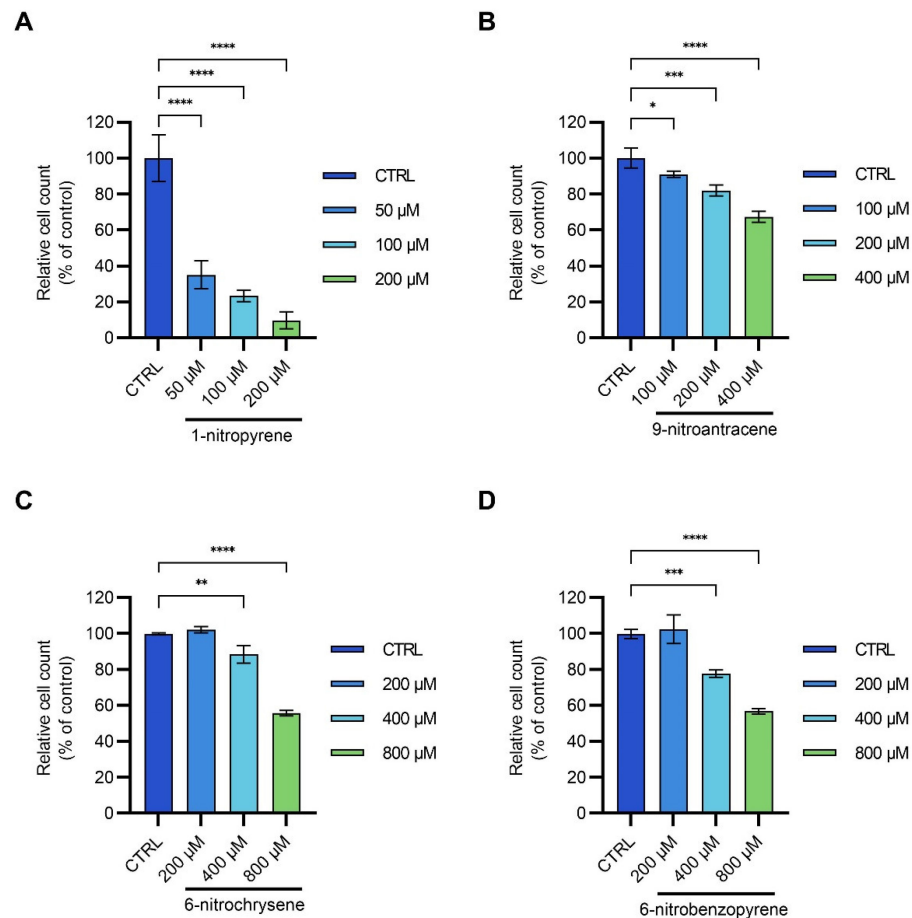 A
****
****
****
Relative cell count
(% of control)
120
100
80
60
40
20
0
CTRL
50 µM
100 µM
200 µM
1-nitropyrene
CTRL
50 µM
100 µM
200 µM
B
****
***
*
Relative cell count
(% of control)
120
100
80
60
40
20
0
CTRL
100 µM
200 µM
400 µM
9-nitroantracene
CTRL
100 µM
200 µM
400 µM
C
****
**
Relative cell count
(% of control)
120
100
80
60
40
20
0
CTRL
200 µM
400 µM
800 µM
6-nitrochrysene
CTRL
200 µM
400 µM
800 µM
D
****
***
Relative cell count
(% of control)
120
100
80
60
40
20
0
CTRL
200 µM
400 µM
800 µM
6-nitrobenzopyrene
CTRL
200 µM
400 µM
800 µM